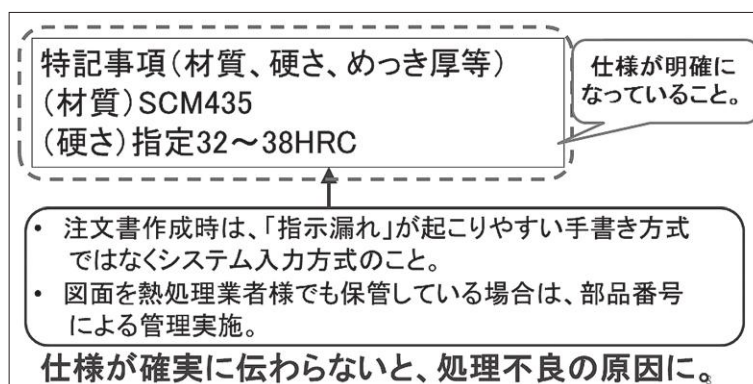 特記事項(材質、硬さ、めっき厚等)
(材質)SCM435
(硬さ)指定32～38HRC
仕様が明確に
なっていること。
• 注文書作成時は、「指示漏れ」が起こりやすい手書き方式
ではなくシステム入力方式のこと。
• 図面を熱処理業者様でも保管している場合は、部品番号
による管理実施。
仕様が確実に伝わらないと、処理不良の原因に。